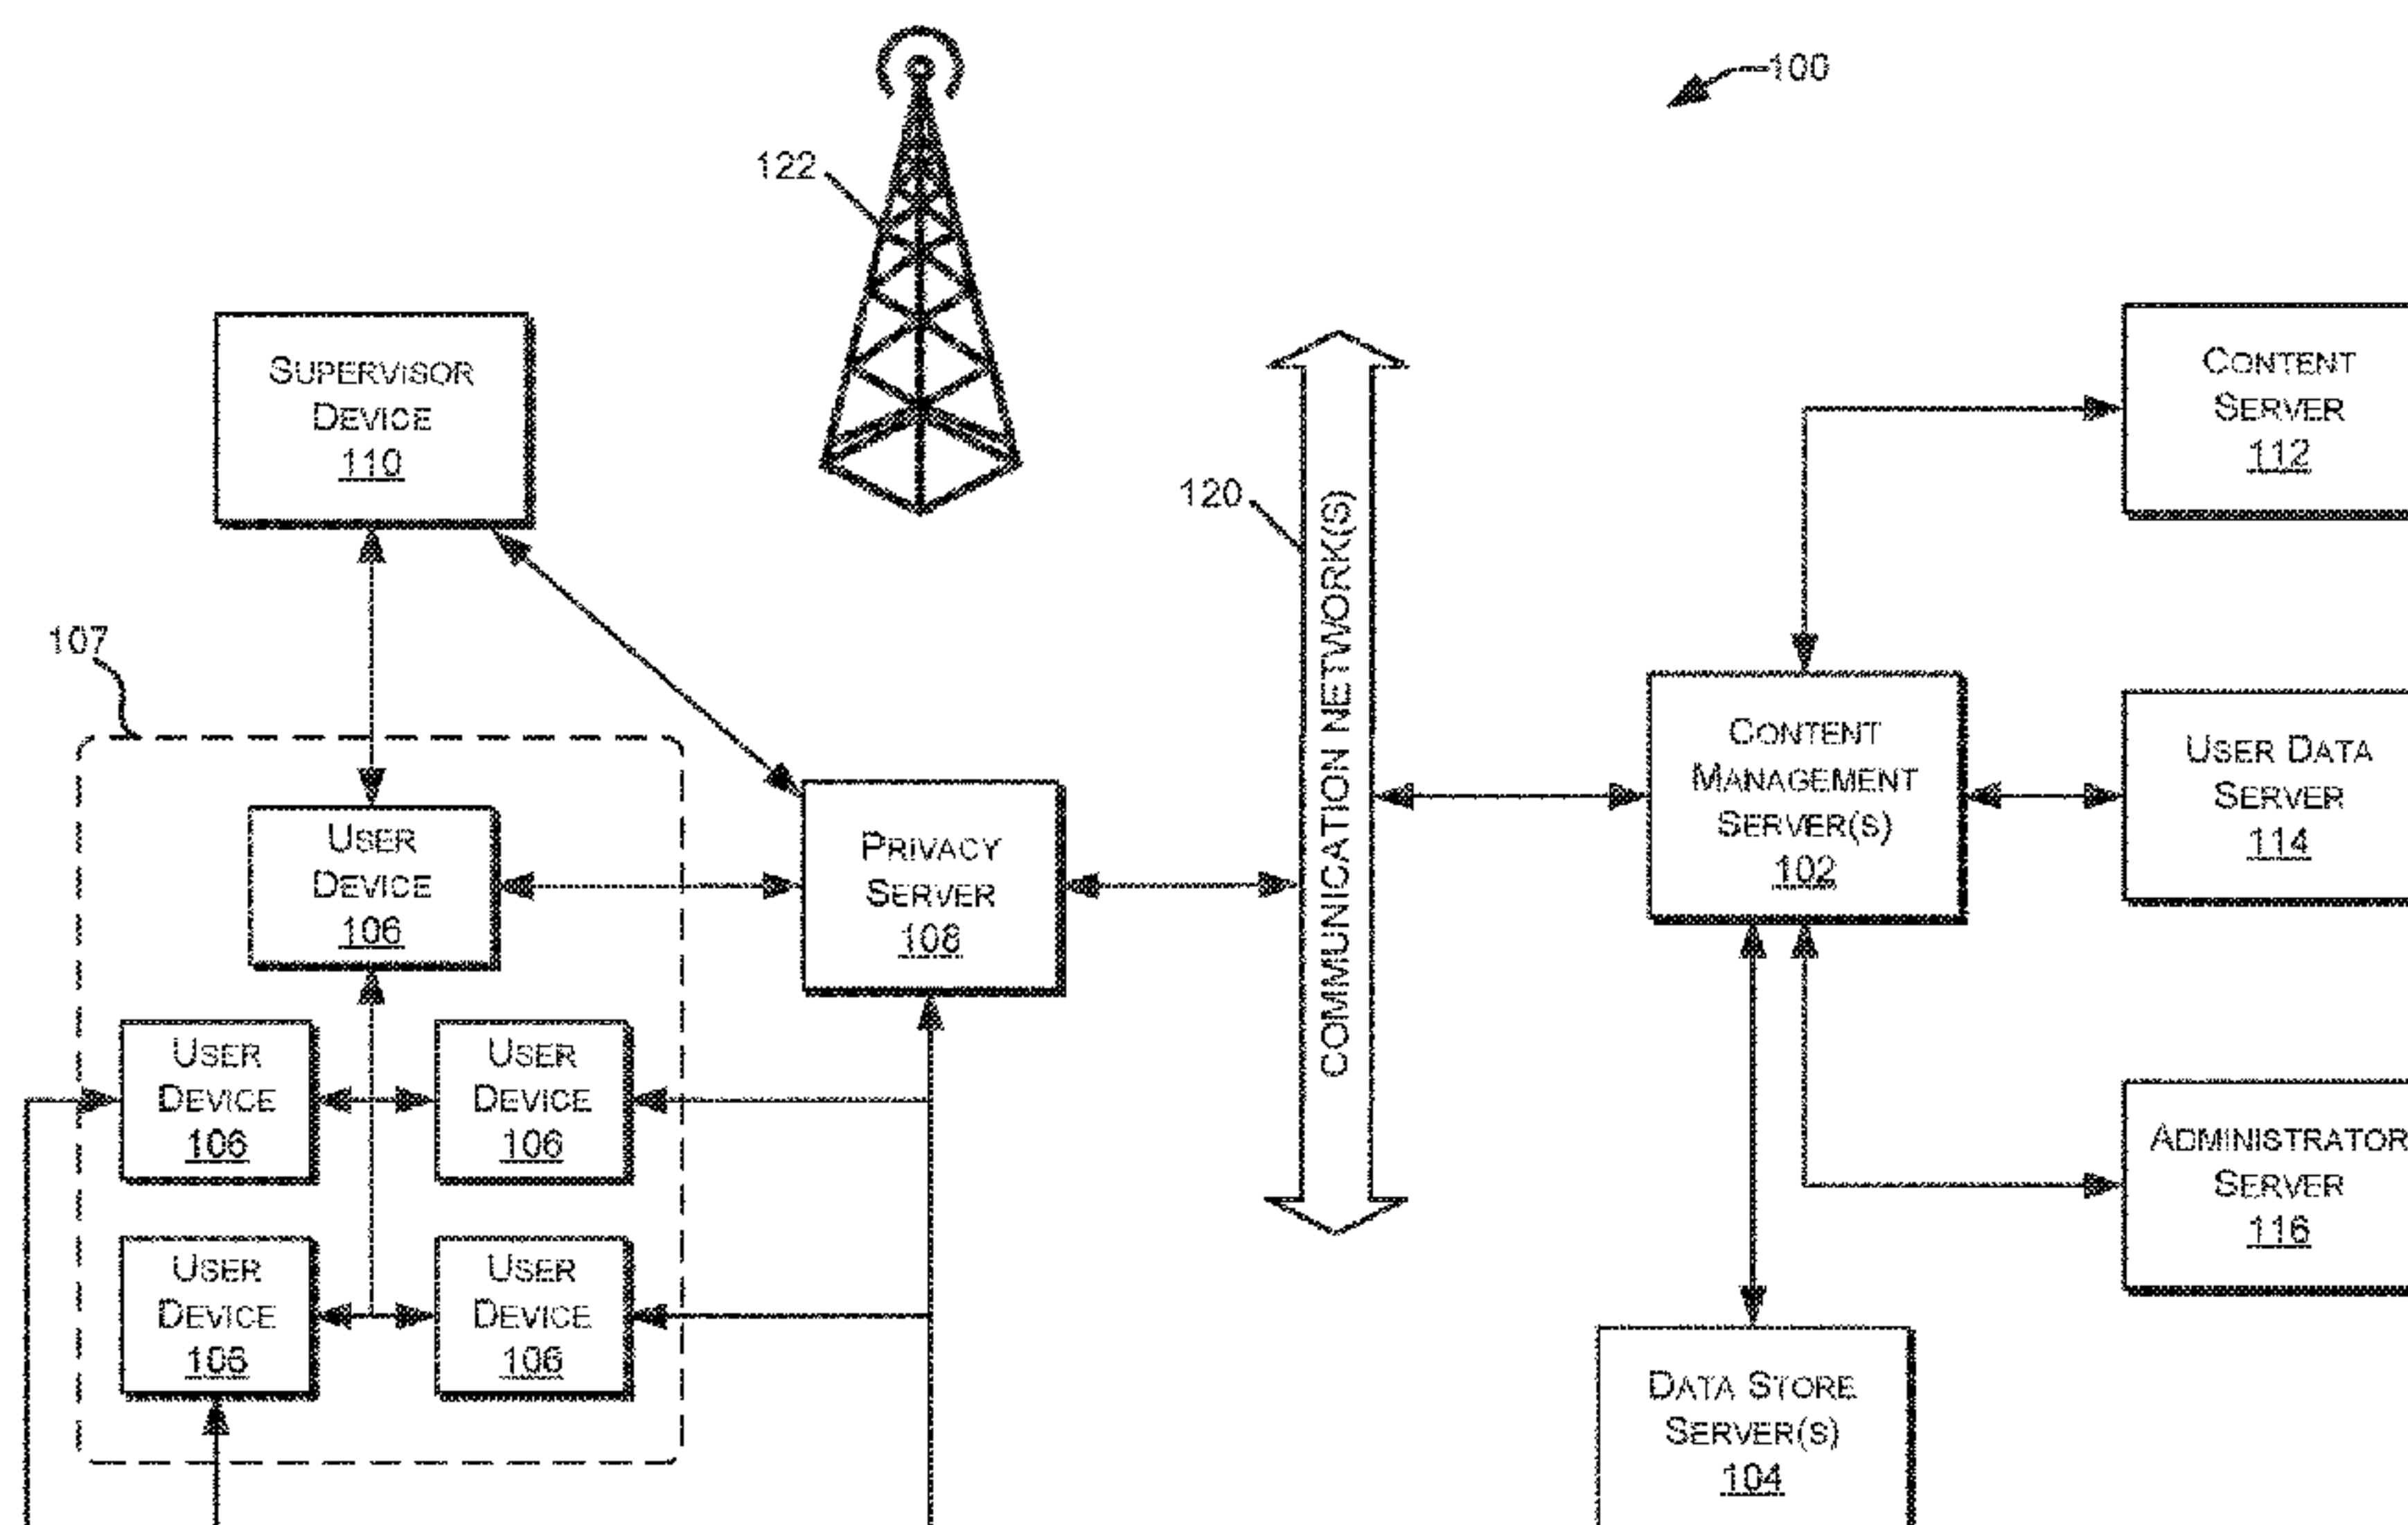 100
122
SUPERVISOR
DEVICE
110
CONTENT
SERVER
112
120
COMMUNICATION NETWORK(S)
107
CONTENT
MANAGEMENT
SERVER(S)
102
USER DATA
SERVER
114
USER
DEVICE
106
PRIVACY
SERVER
108
USER
DEVICE
106
USER
DEVICE
106
ADMINISTRATOR
SERVER
116
USER
DEVICE
106
USER
DEVICE
106
DATA STORE
SERVER(S)
104